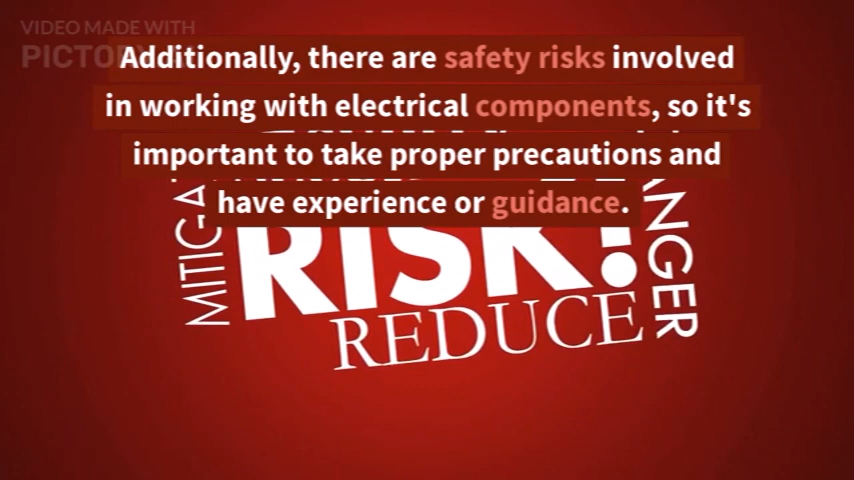 VIDEO MADE WITH
Additionally, there are safety risks involved
in working with electrical components, so it's
important to take proper precautions and
have experience or guidance.
RISK!
REDUCE